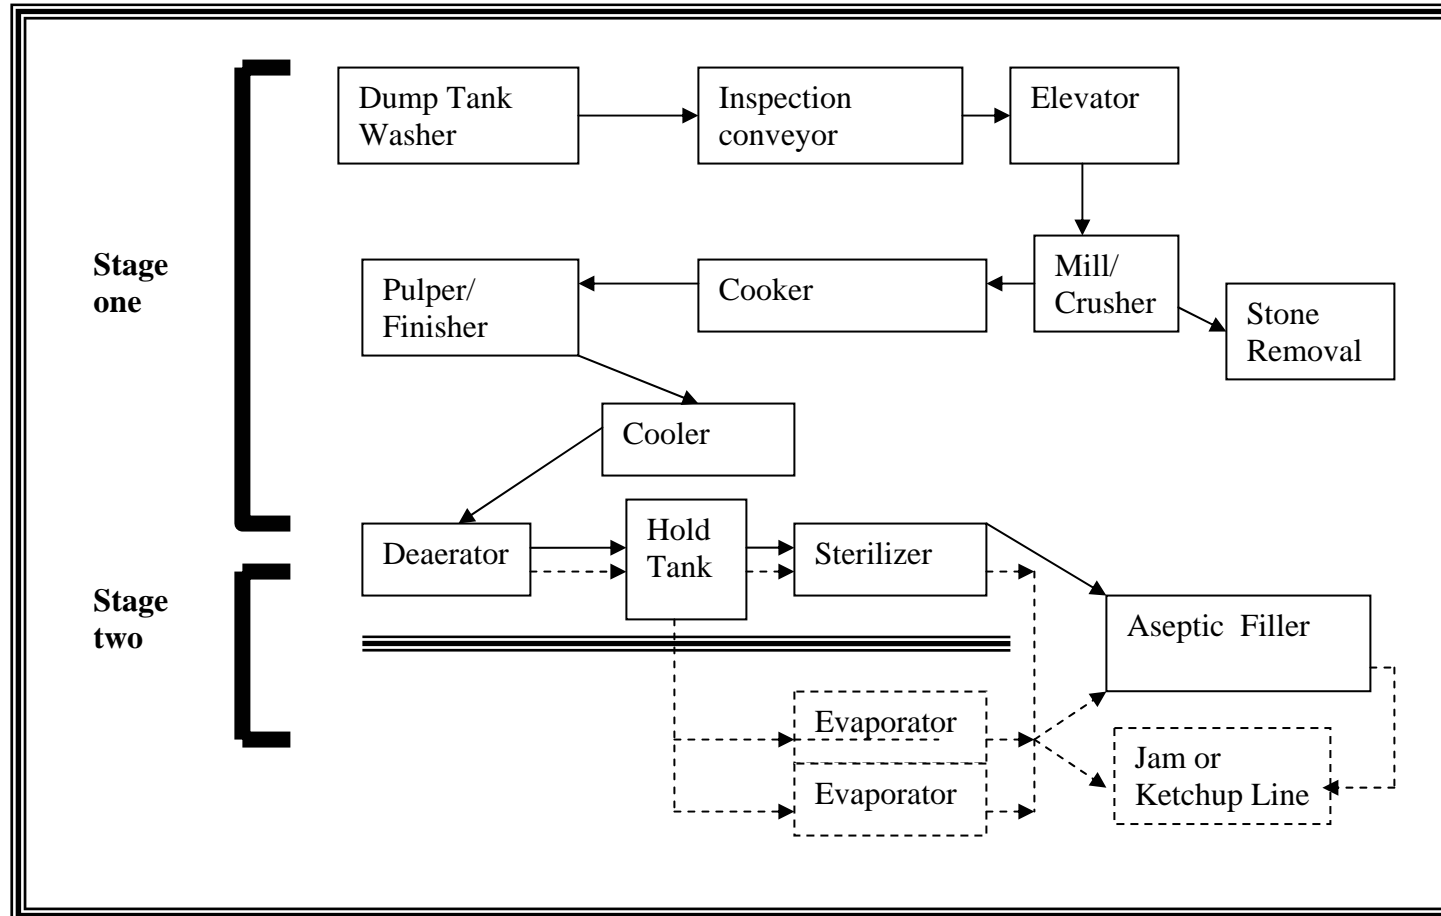 Dump Tank
Washer
Inspection
conveyor
Elevator
Stage
one
Pulper/
Finisher
Cooker
Mill/
Crusher
Stone
Removal
Cooler
Deaerator
Hold
Tank
Sterilizer
Stage
two
Aseptic Filler
Evaporator
Jam or
Ketchup Line
Evaporator